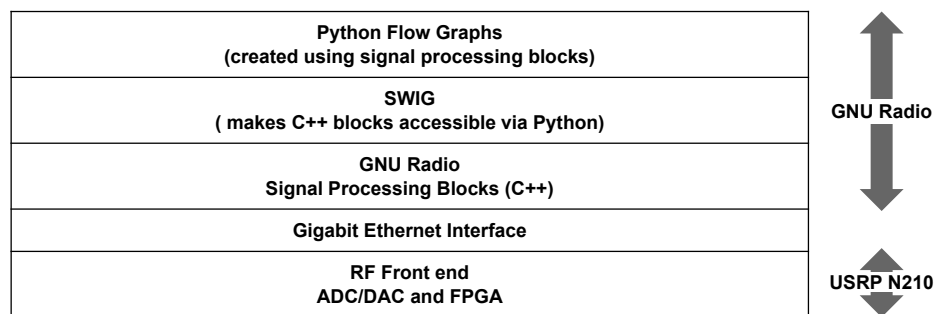 Python Flow Graphs
(created using signal processing blocks)
SWIG
( makes C++ blocks accessible via Python)
GNU Radio
Signal Processing Blocks (C++)
Gigabit Ethernet Interface
RF Front end
ADC/DAC and FPGA
GNU Radio
USRP N210